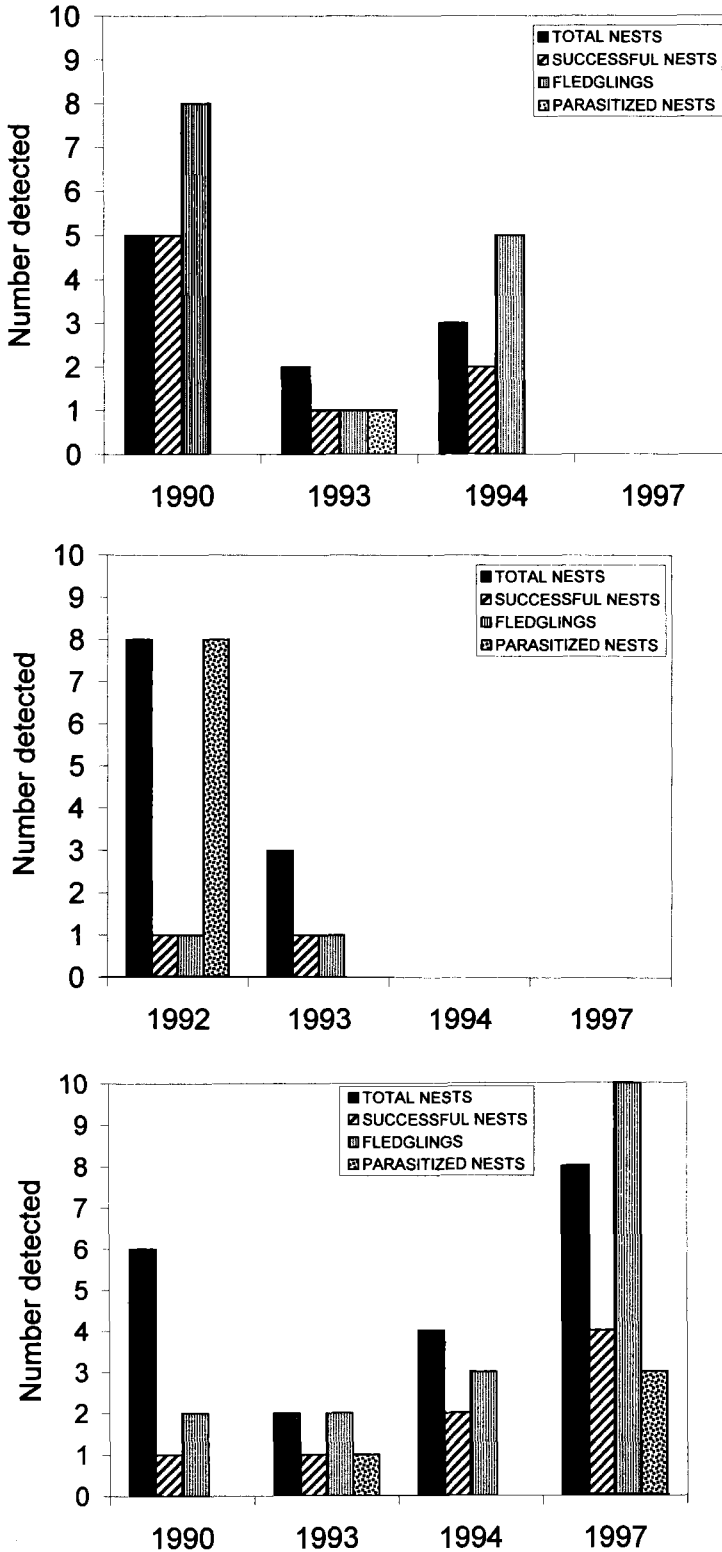 10
9
8
7
6
5
4
3
2
1
0
Number detected
TOTAL NESTS
SUCCESSFUL NESTS
FLEDGLINGS
PARASITIZED NESTS
1990 1993 1994 1997
10
9
8
7
6
5
4
3
2
1
0
Number detected
TOTAL NESTS
SUCCESSFUL NESTS
FLEDGLINGS
PARASITIZED NESTS
1992 1993 1994 1997
10
9
8
7
6
5
4
3
2
1
0
Number detected
TOTAL NESTS
SUCCESSFUL NESTS
FLEDGLINGS
PARASITIZED NESTS
1990 1993 1994 1997